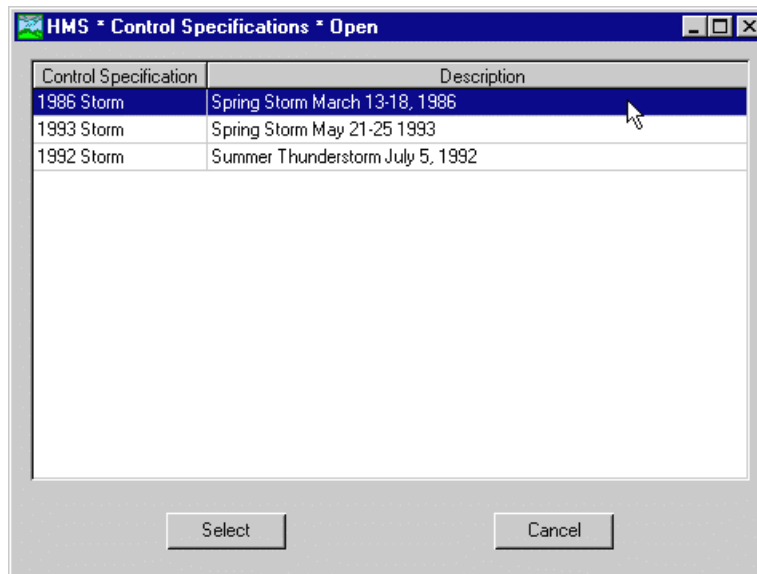 HMS * Control Specifications * Open
Control Specification Description
1986 Storm Spring Storm March 13-18, 1986
1993 Storm Spring Storm May 21-25 1993
1992 Storm Summer Thunderstorm July 5, 1992
Select Cancel